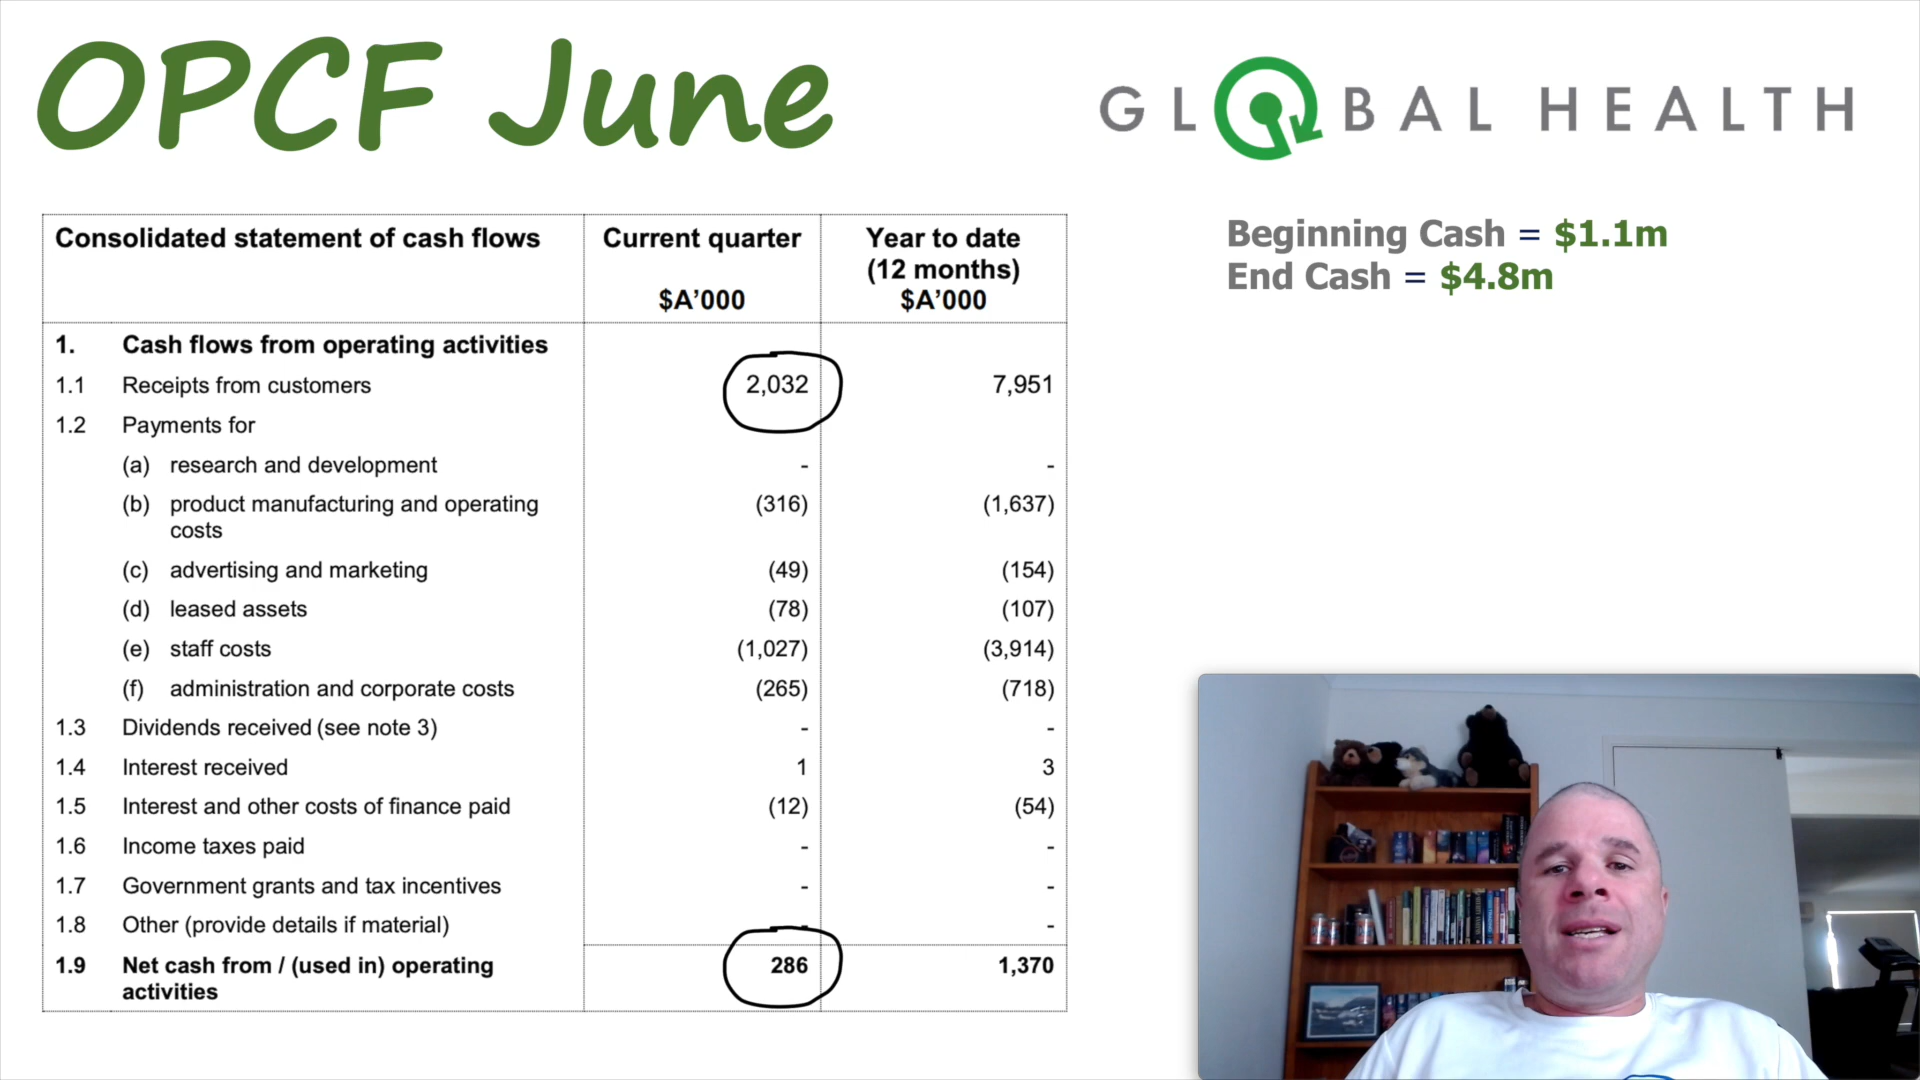 OPCF June
GLOBAL HEALTH
Beginning Cash = $1.1m
End Cash = $4.8m
Consolidated statement of cash flows Current quarter Year to date
(12 months)
$A’000 $A’000
1. Cash flows from operating activities
1.1 Receipts from customers 2,032 7,951
1.2 Payments for
(a) research and development - -
(b) product manufacturing and operating (316) (1,637)
costs
(c) advertising and marketing (49) (154)
(d) leased assets (78) (107)
(e) staff costs (1,027) (3,914)
(f) administration and corporate costs (265) (718)
1.3 Dividends received (see note 3) - -
1.4 Interest received 1 3
1.5 Interest and other costs of finance paid (12) (54)
1.6 Income taxes paid - -
1.7 Government grants and tax incentives - -
1.8 Other (provide details if material) - -
1.9 Net cash from / (used in) operating 286 1,370
activities